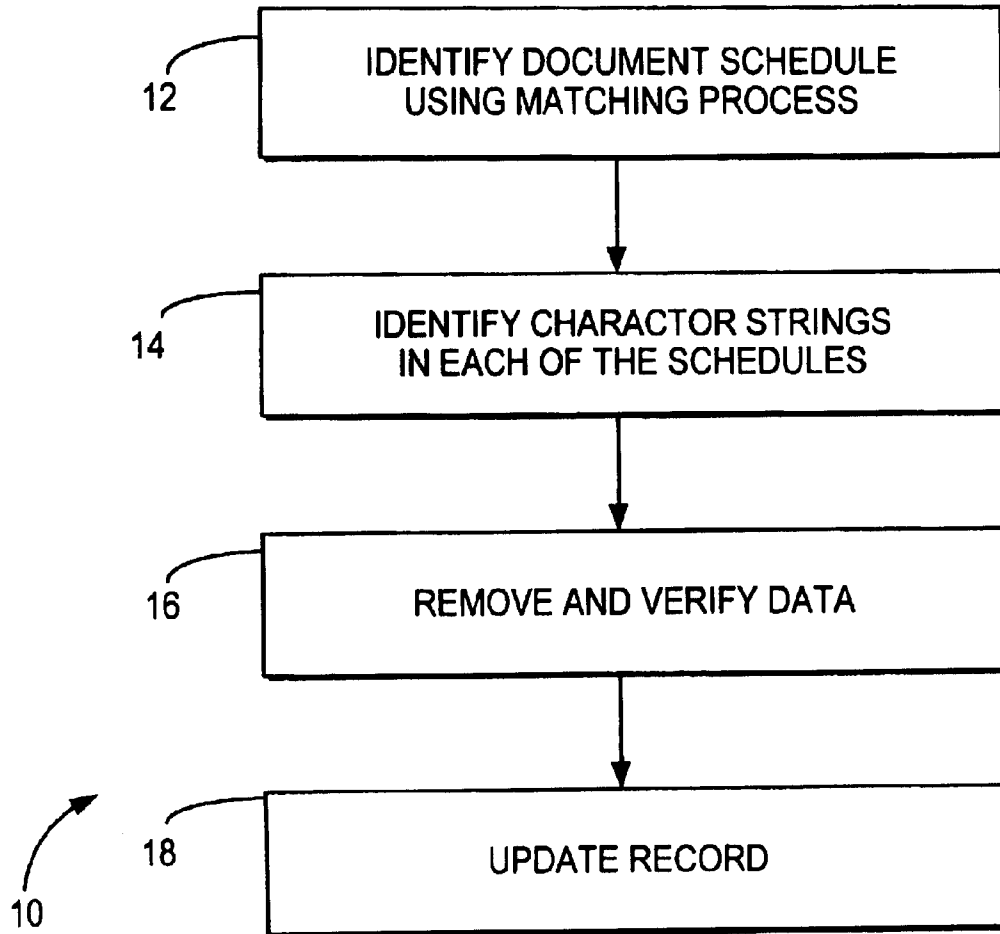 12
IDENTIFY DOCUMENT SCHEDULE
USING MATCHING PROCESS
14
IDENTIFY CHARACTOR STRINGS
IN EACH OF THE SCHEDULES
16
REMOVE AND VERIFY DATA
18
UPDATE RECORD
10